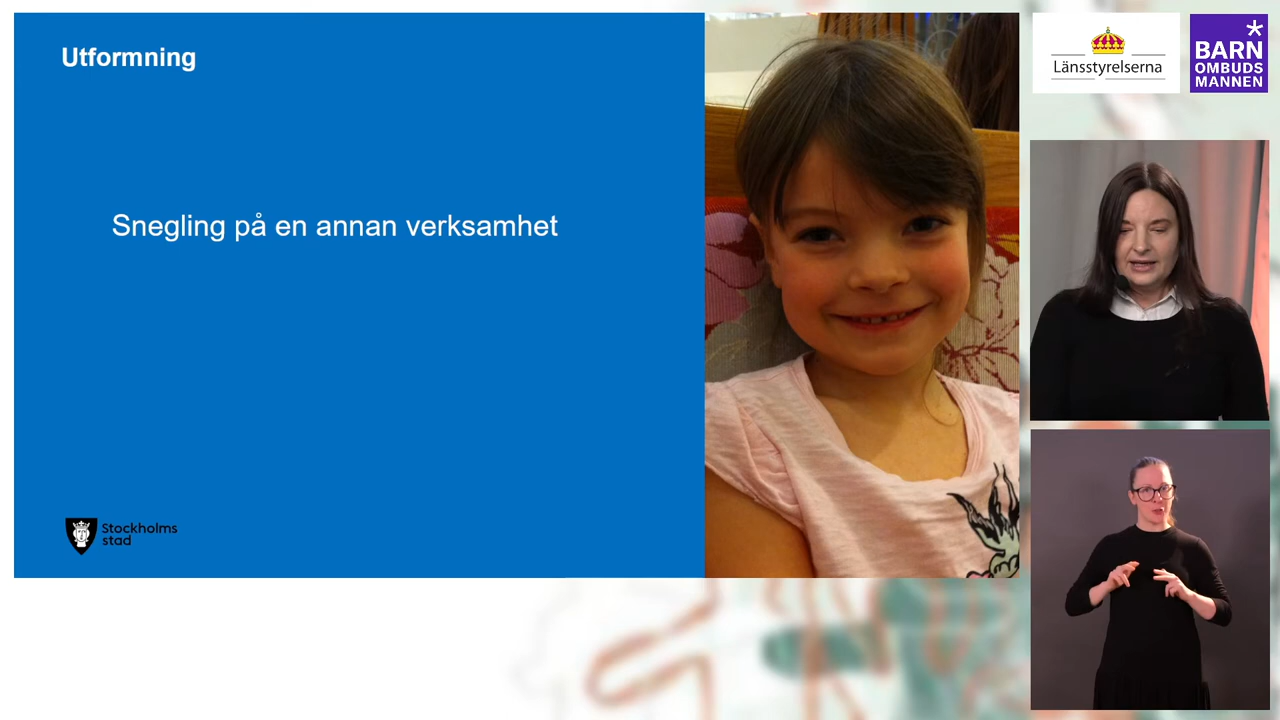 Utformning
Snegling på en annan verksamhet
Stockholms
stad
Länsstyrelserna
BARN
OMBUDS
MANNEN